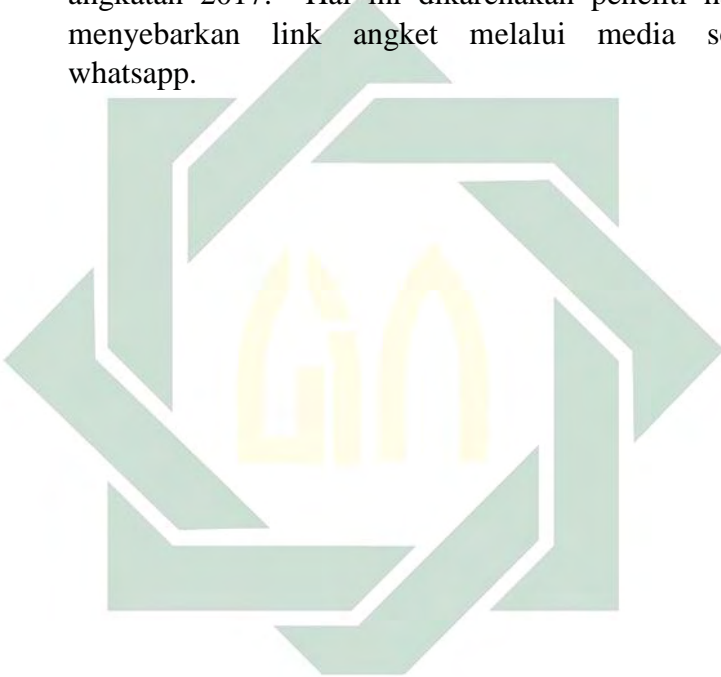 angkatan 2017. Hal ini dikarenakan peneliti
menyebarkan link angket melalui media
whatsapp.